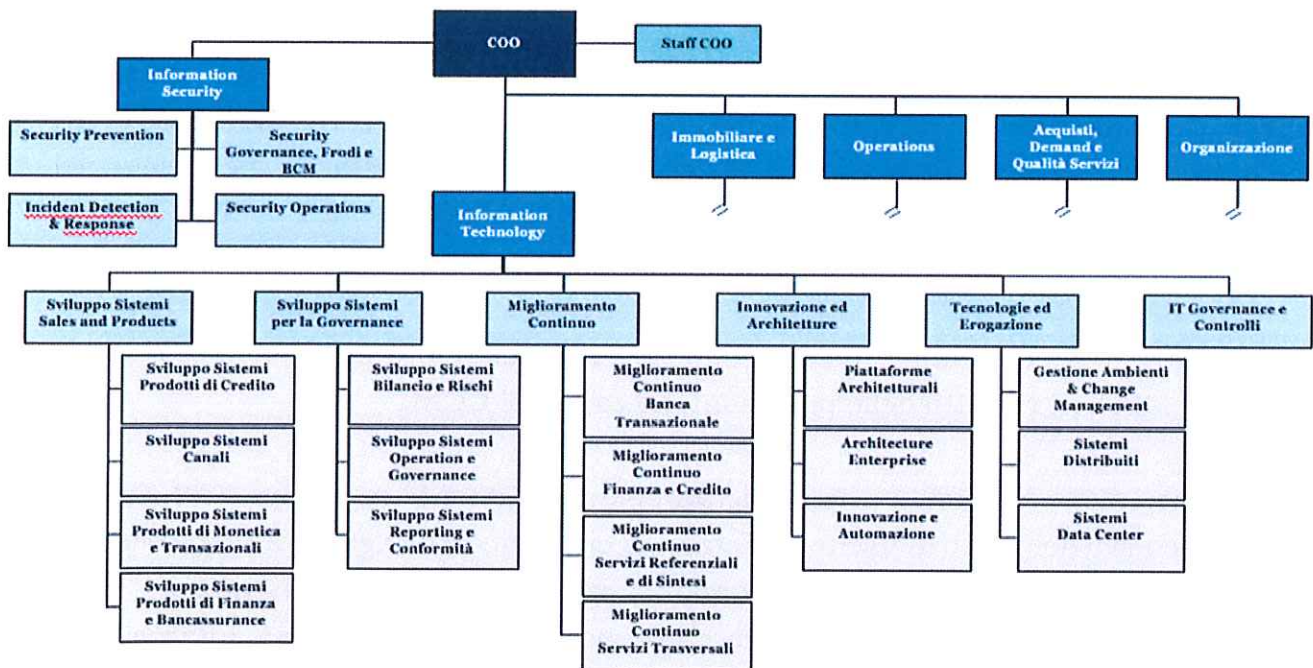 COO
Staff COO
Information
Security
Security Prevention
Security
Governance, Frodi e
BCM
Incident Detection
& Response
Security Operations
Immobiliare e
Logistica
Operations
Acquisti,
Demand e
Qualità Servizi
Organizzazione
Information
Technology
Sviluppo Sistemi
Sales and Products
Sviluppo Sistemi
per la Governance
Miglioramento
Continuo
Innovazione ed
Architetture
Tecnologie ed
Erogazione
IT Governance e
Controlli
Sviluppo Sistemi
Prodotti di Credito
Sviluppo Sistemi
Canali
Sviluppo Sistemi
Prodotti di Monetica
e Transazionali
Sviluppo Sistemi
Prodotti di Finanza
e Bancassurance
Sviluppo Sistemi
Bilancio e Rischi
Sviluppo Sistemi
Operation e
Governance
Sviluppo Sistemi
Reporting e
Conformità
Miglioramento
Continuo
Banca
Transazionale
Miglioramento
Continuo
Finanza e Credito
Miglioramento
Continuo
Servizi Referenziali
e di Sintesi
Miglioramento
Continuo
Servizi Trasversali
Piattaforme
Architetturali
Architecture
Enterprise
Innovazione e
Automazione
Gestione Ambienti
& Change
Management
Sistemi
Distribuiti
Sistemi
Data Center